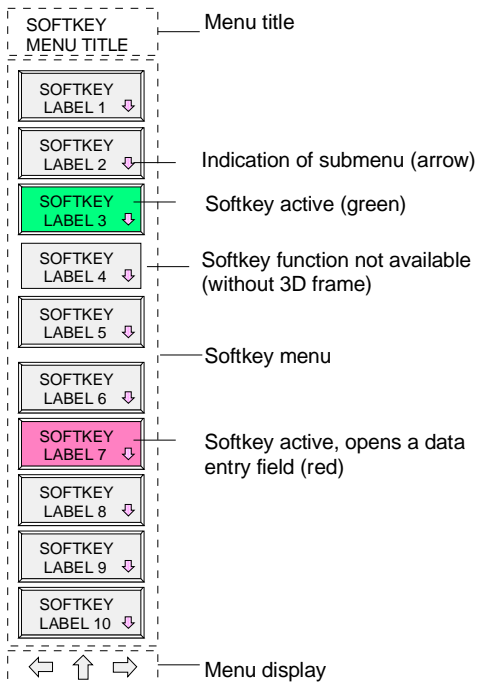 SOFTKEY
MENU TITLE
Menu title
SOFTKEY
LABEL 1
SOFTKEY
LABEL 2
Indication of submenu (arrow)
SOFTKEY
LABEL 3
Softkey active (green)
SOFTKEY
LABEL 4
Softkey function not available
(without 3D frame)
SOFTKEY
LABEL 5
Softkey menu
SOFTKEY
LABEL 6
SOFTKEY
LABEL 7
Softkey active, opens a data
entry field (red)
SOFTKEY
LABEL 8
SOFTKEY
LABEL 9
SOFTKEY
LABEL 10
Menu display